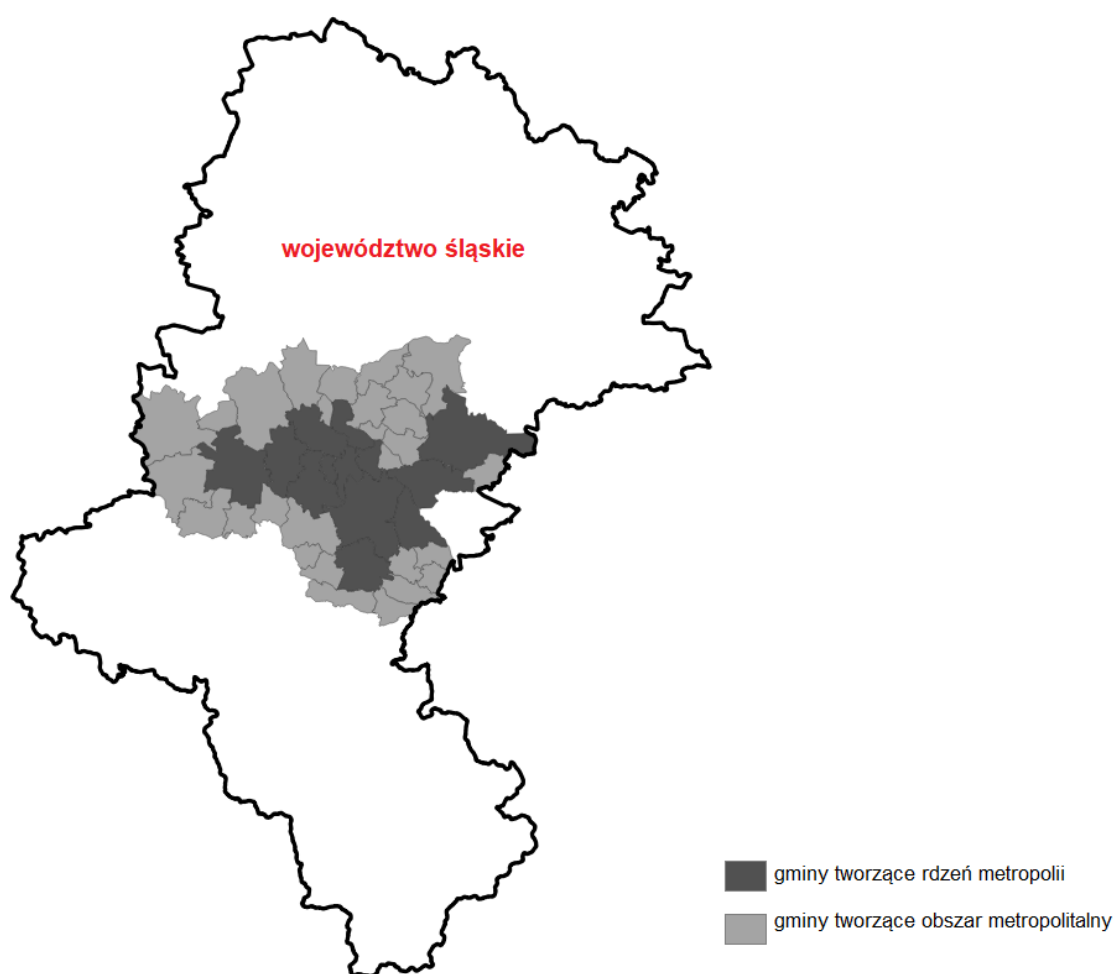 województwo śląskie
gminy tworzące rdzeń metropolii
gminy tworzące obszar metropolitalny